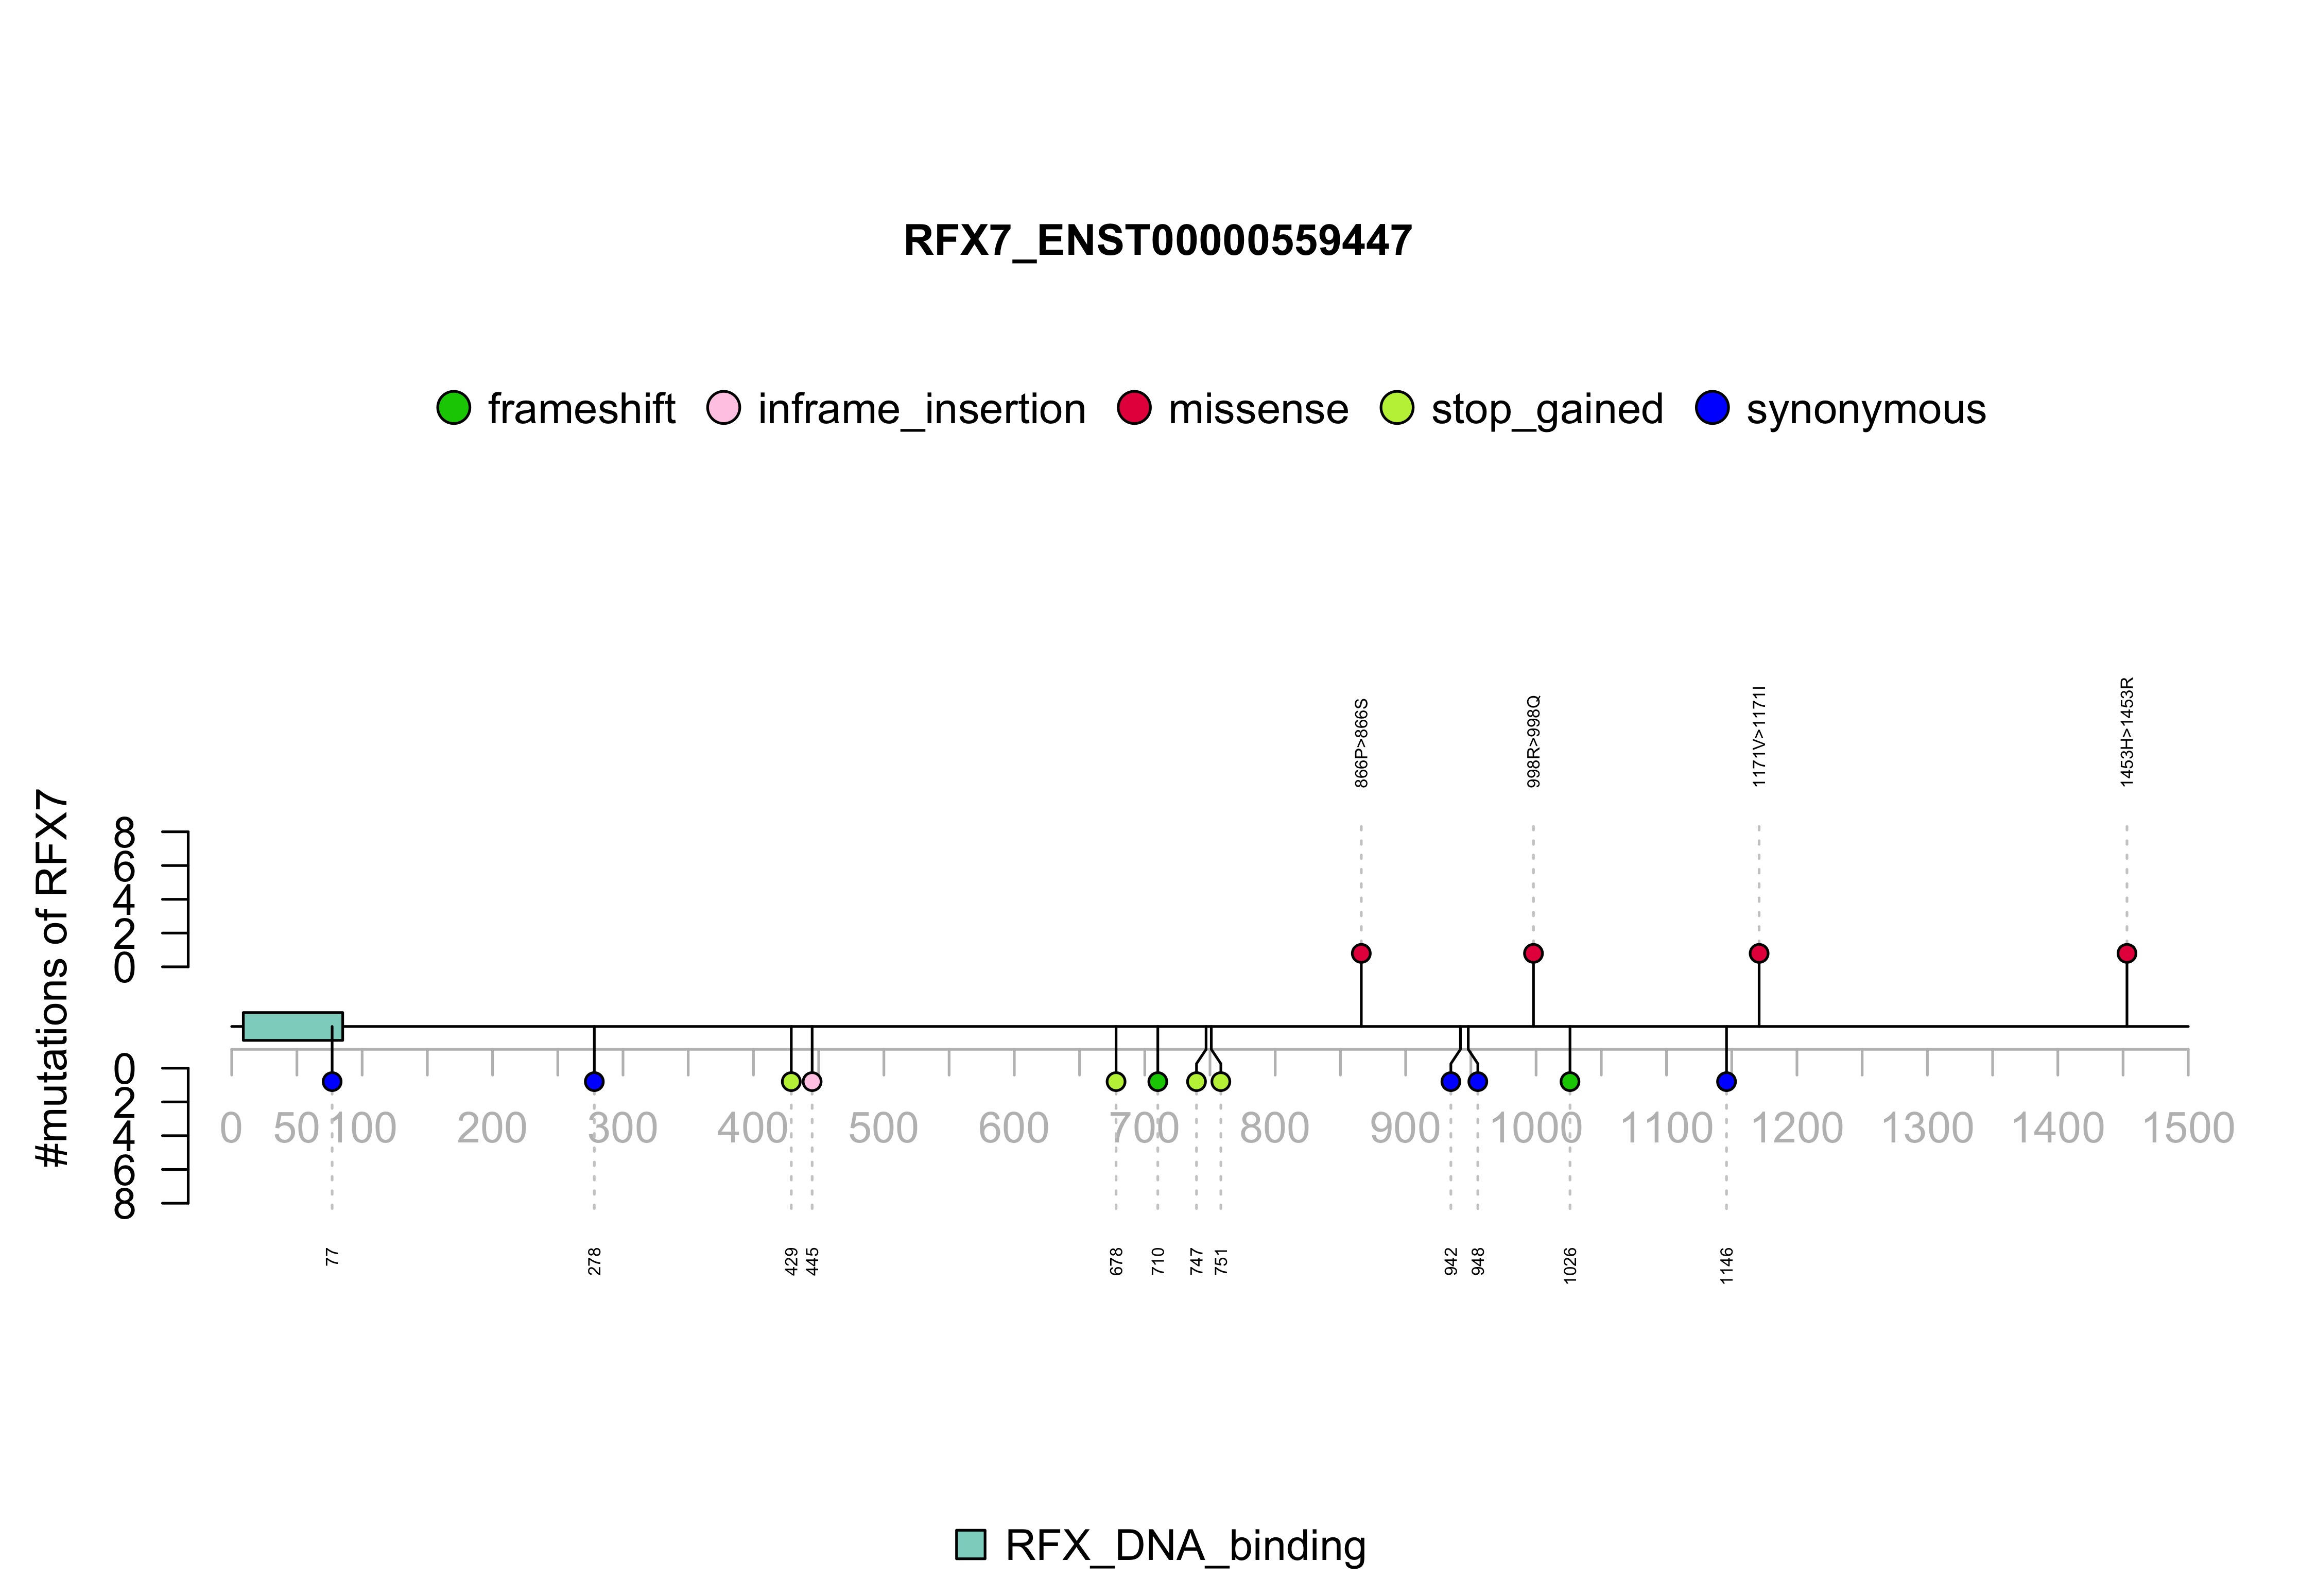 RFX7_ENST00000559447
frameshift inframe_insertion missense stop_gained synonymous
866P>866S 998R>998Q 1171V>1171I 1453H>1453R
#mutations of RFX7
8
6
4
2
0
0
2
4
6
8
0 50 100 200 300 400 500 600 700 800 900 1000 1100 1200 1300 1400 1500
77 278 429 445 678 710 747 751 942 948 1026 1146
RFX_DNA_binding